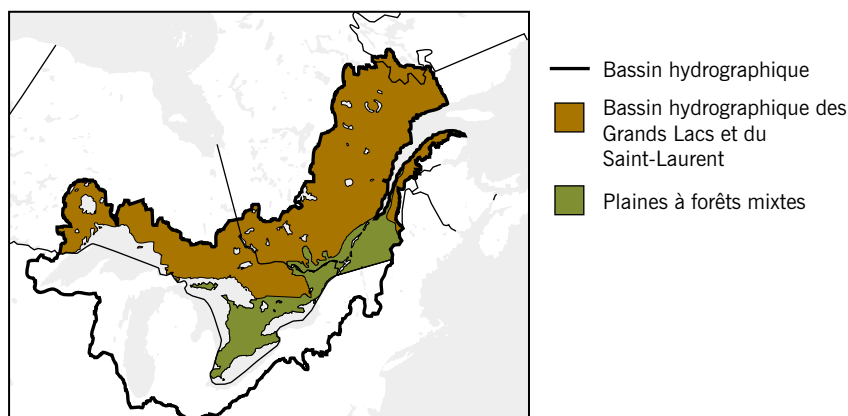 Bassin hydrographique
Bassin hydrographique des
Grands Lacs et du
Saint-Laurent
Plaines à forêts mixtes